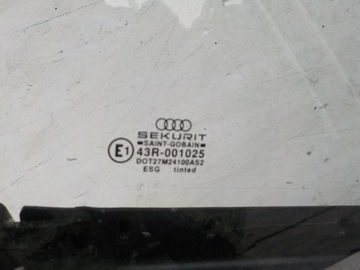 SEKURIT
SAINT-GOBAIN
E1 43R-001025
DOT27M24100AS2
ESG tinted